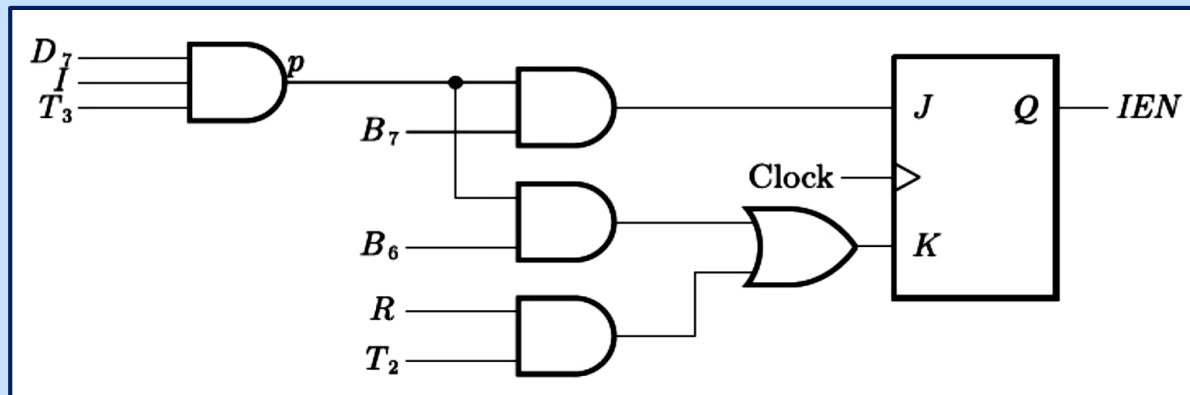 D₇
I
T₃
p
B₇
J
Q
IEN
Clock
B₆
K
R
T₂